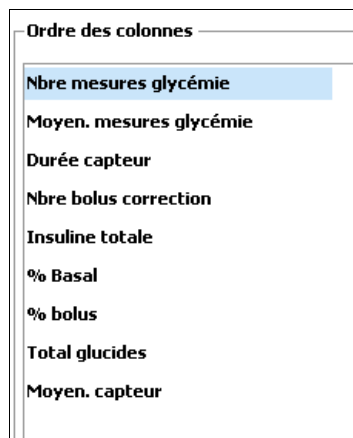 Ordre des colonnes
Nbre mesures glycémie
Moyen. mesures glycémie
Durée capteur
Nbre bolus correction
Insuline totale
% Basal
% bolus
Total glucides
Moyen. capteur